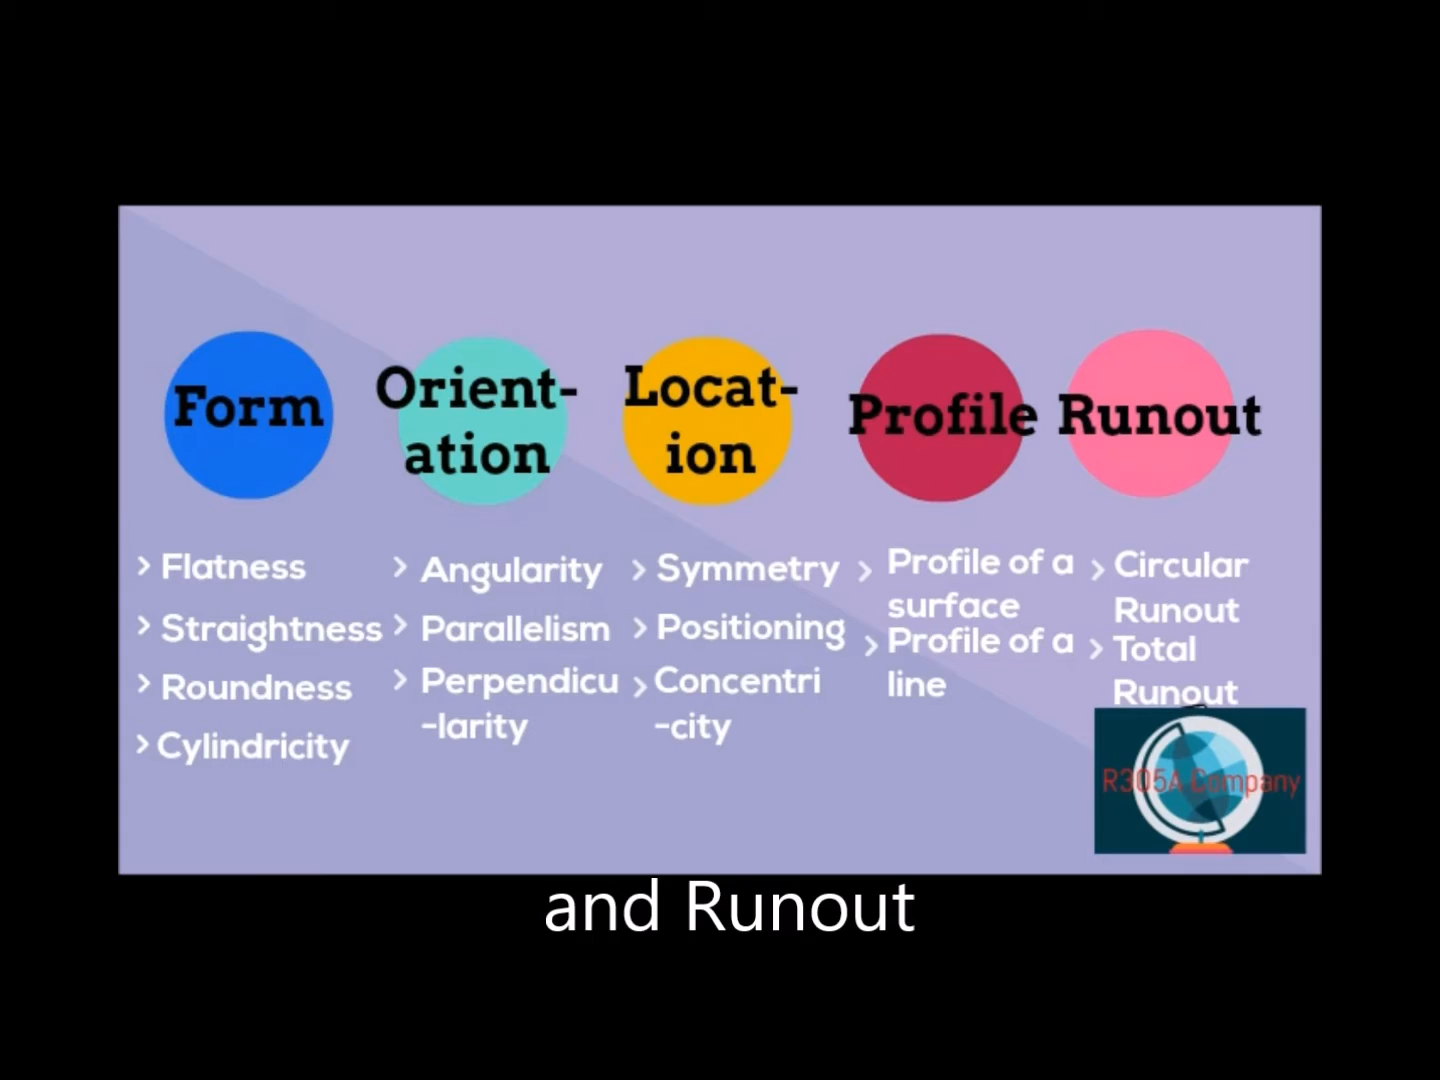 Form
Orient-
ation
Locat-
ion
Profile
Runout
Flatness
Straightness
Roundness
Cylindricity
Angularity
Parallelism
Perpendicu
-larity
Symmetry
Positioning
Concentri
-city
Profile of a
surface
Profile of a
line
Circular
Runout
Total
Runout
R305A Company
and Runout